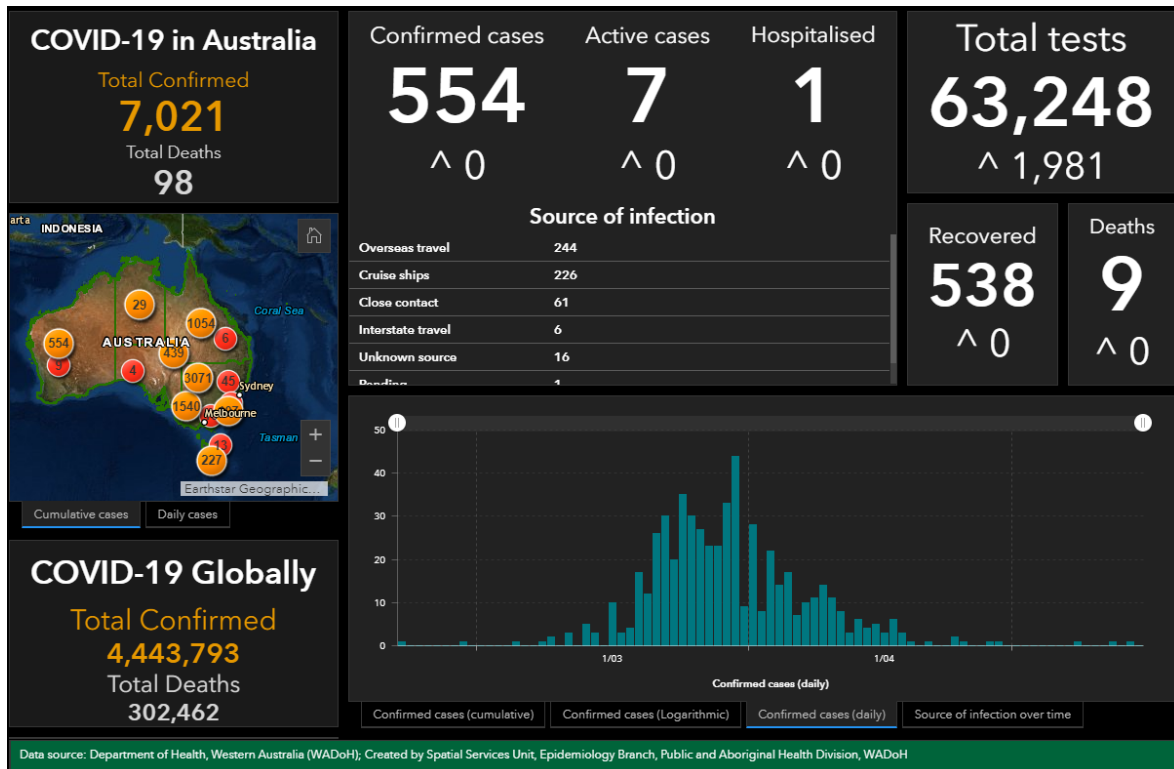 COVID-19 in Australia
Total Confirmed
7,021
Total Deaths
98
Confirmed cases
554
^ 0
Active cases
7
^ 0
Hospitalised
1
^ 0
Total tests
63,248
^ 1,981
Source of infection
Overseas travel 244
Cruise ships 226
Close contact 61
Interstate travel 6
Unknown source 16
Pending 1
Recovered
538
^ 0
Deaths
9
^ 0
arta
INDONESIA
Coral Sea
AUSTRALIA
29
1054
554
9
439
6
4
3071
45
Sydney
1540
Melbourne
Tasman
13
227
+
−
Earthstar Geographic...
Cumulative cases
Daily cases
COVID-19 Globally
Total Confirmed
4,443,793
Total Deaths
302,462
50
40
30
20
10
0
1/03
1/04
Confirmed cases (daily)
Confirmed cases (cumulative)
Confirmed cases (Logarithmic)
Confirmed cases (daily)
Source of infection over time
Data source: Department of Health, Western Australia (WADoH); Created by Spatial Services Unit, Epidemiology Branch, Public and Aboriginal Health Division, WADoH